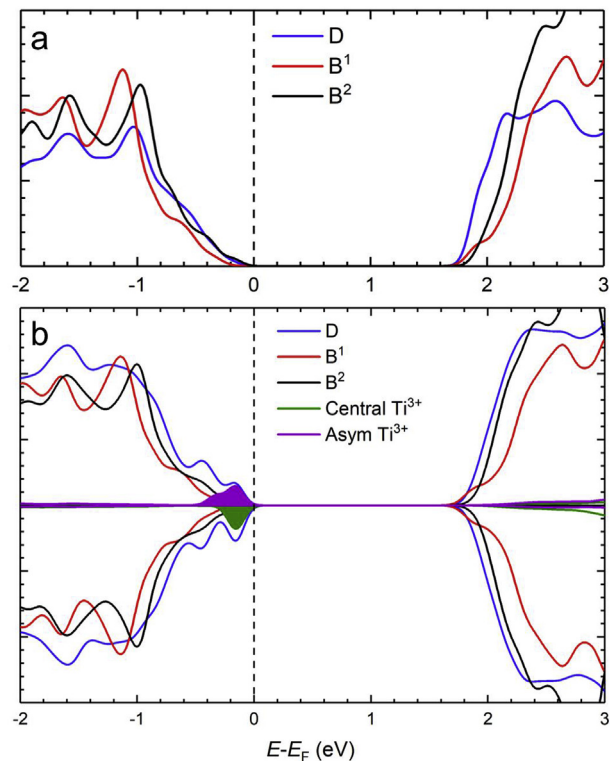 a
D
B¹
B²
-2 -1 0 1 2 3
b
D
B¹
B²
Central Ti³⁺
Asym Ti³⁺
-2 -1 0 1 2 3
E-E_F (eV)